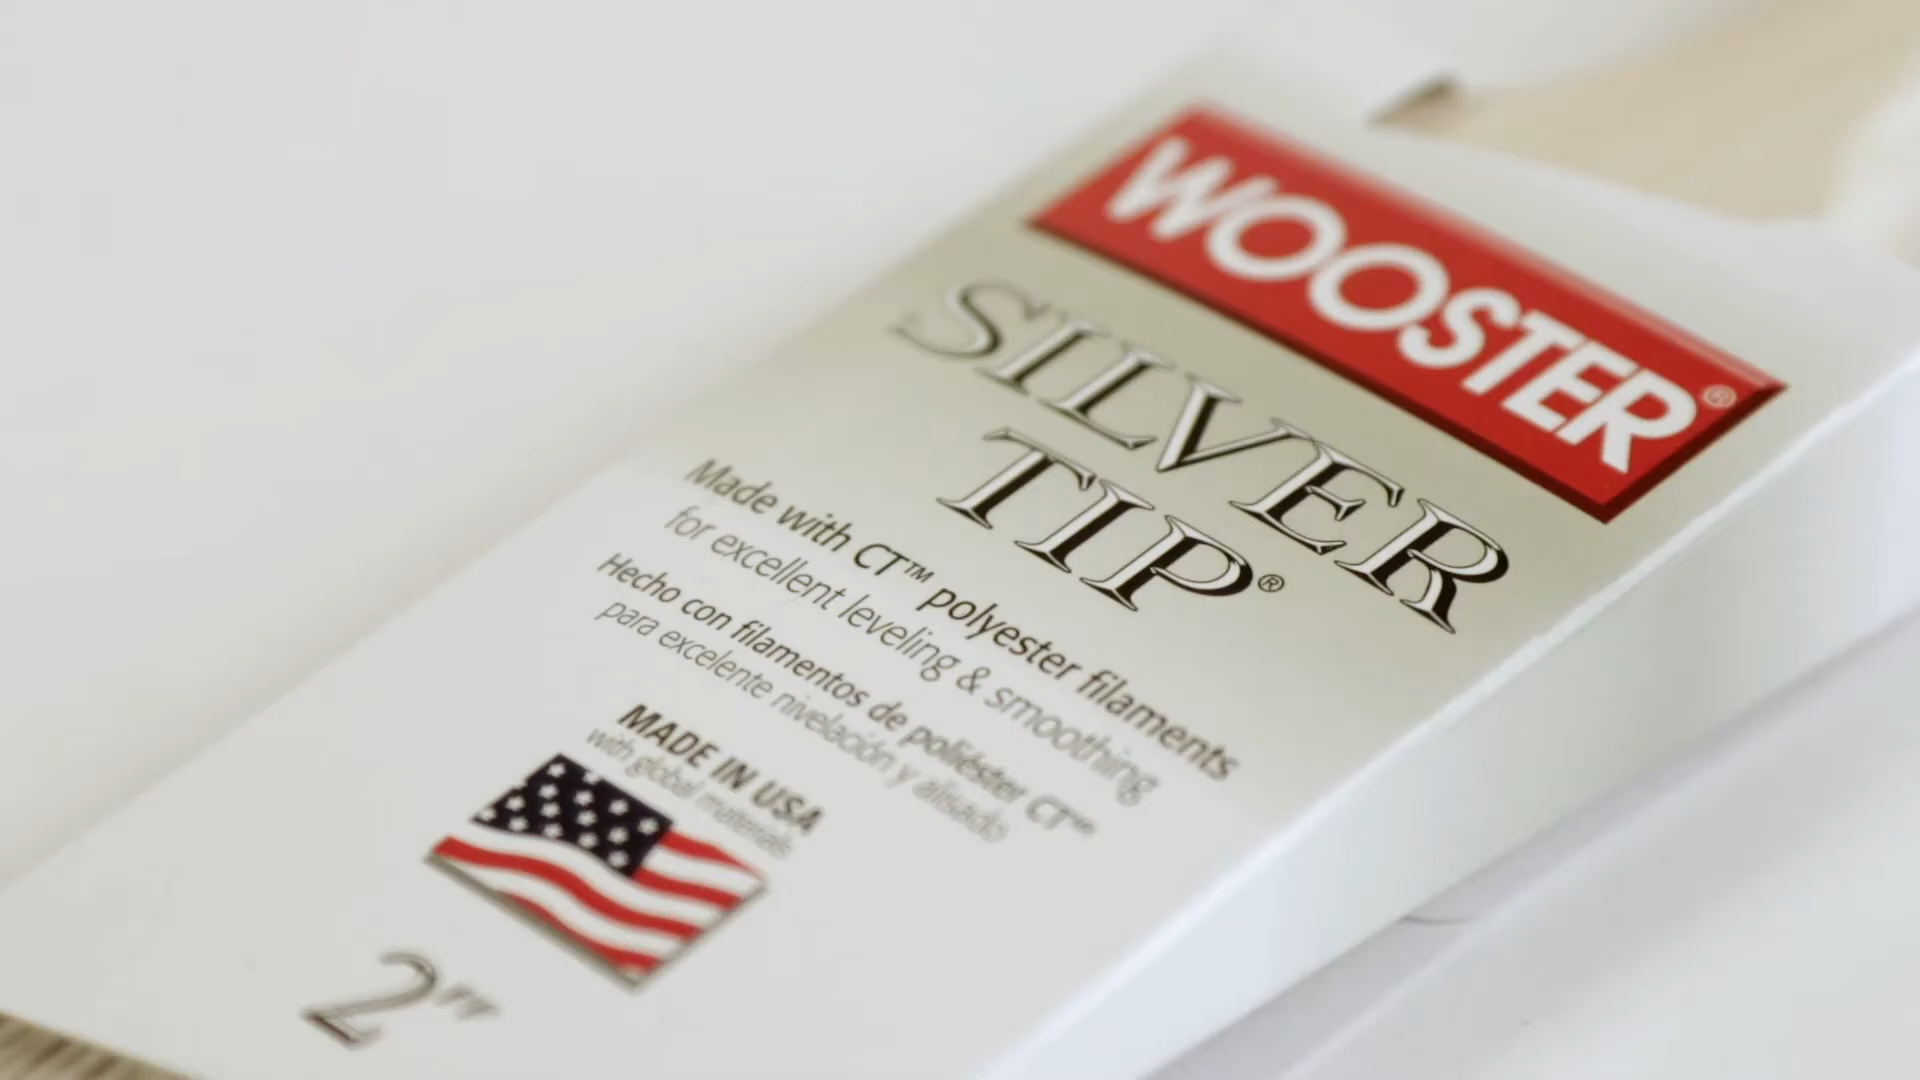 WOOSTER®
SILVER
TIP®
Made with CT™ polyester filaments
for excellent leveling & smoothing
Hecho con filamentos de poliéster CT™
para excelente nivelación y alisado
MADE IN USA
with global materials
2"